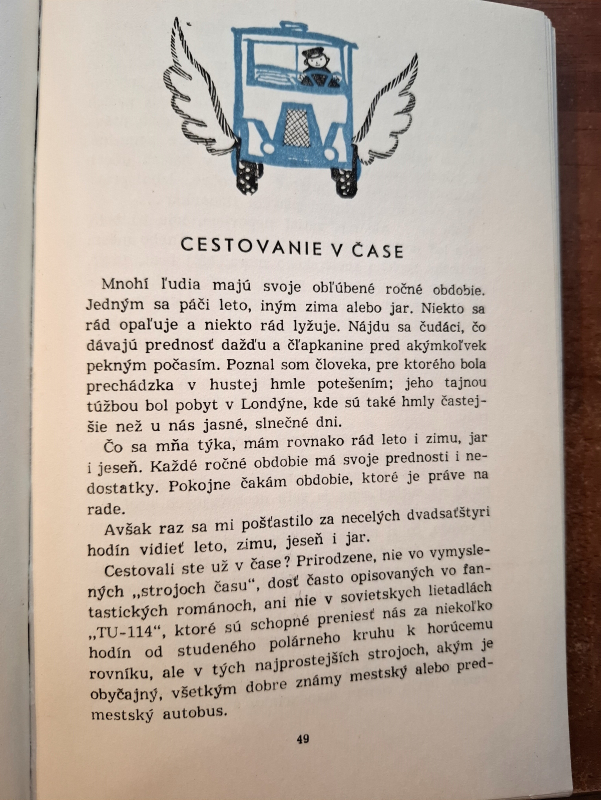 CESTOVANIE V ČASE
Mnohí ľudia majú svoje obľúbené ročné obdobie.
Jedným sa páči leto, iným zima alebo jar. Niekto sa
rád opaľuje a niekto rád lyžuje. Nájdu sa čudáci, čo
dávajú prednosť dažďu a čľapkanine pred akýmkoľvek
pekným počasím. Poznal som človeka, pre ktorého bola
prechádzka v hustej hmle potešením; jeho tajnou
túžbou bol pobyt v Londýne, kde sú také hmly častej-
šie než u nás jasné, slnečné dni.
Čo sa mňa týka, mám rovnako rád leto i zimu, jar
i jeseň. Každé ročné obdobie má svoje prednosti i ne-
dostatky. Pokojne čakám obdobie, ktoré je práve na
rade.
Avšak raz sa mi pošťastilo za necelých dvadsaťštyri
hodín vidieť leto, zimu, jeseň i jar.
Cestovali ste už v čase? Prirodzene, nie vo vymysle-
ných „strojoch času“, dosť často opisovaných vo fan-
tastických románoch, ani nie v sovietskych lietadlách
„TU-114“, ktoré sú schopné preniesť nás za niekoľko
hodín od studeného polárneho kruhu k horúcemu
rovníku, ale v tých najprostejších strojoch, akým je
obyčajný, všetkým dobre známy mestský alebo pred-
mestský autobus.
49